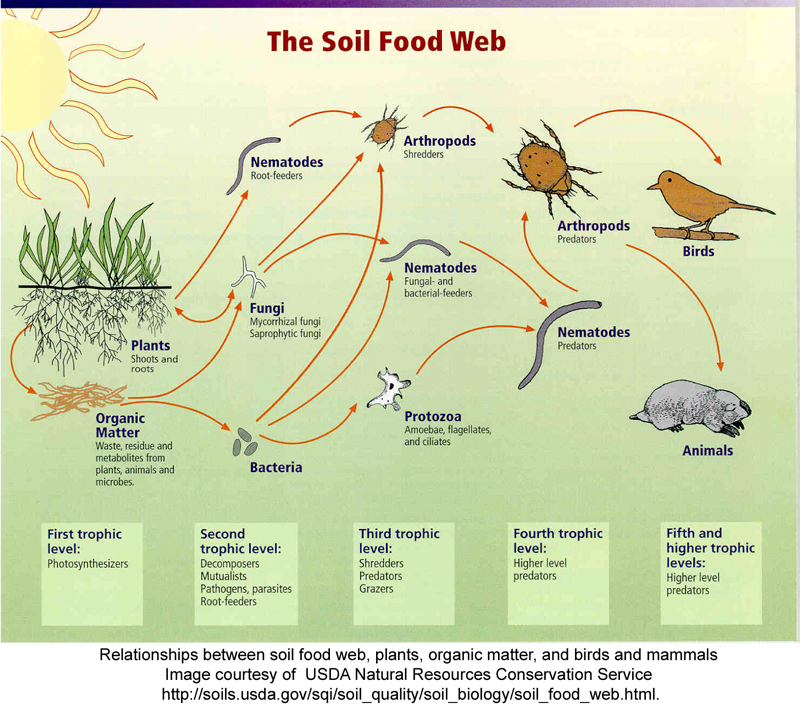 The Soil Food Web
Nematodes
Root-feeders
Arthropods
Shredders
Arthropods
Predators
Birds
Nematodes
Fungal- and
bacterial-feeders
Fungi
Mycorrhizal fungi
Saprophytic fungi
Plants
Shoots and
roots
Nematodes
Predators
Organic
Matter
Waste, residue and
metabolites from
plants, animals and
microbes.
Bacteria
Protozoa
Amoebae, flagellates,
and ciliates
Animals
First trophic
level:
Photosynthesizers
Second
trophic level:
Decomposers
Mutualists
Pathogens, parasites
Root-feeders
Third trophic
level:
Shredders
Predators
Grazers
Fourth trophic
level:
Higher level
predators
Fifth and
higher trophic
levels:
Higher level
predators
Relationships between soil food web, plants, organic matter, and birds and mammals
Image courtesy of USDA Natural Resources Conservation Service
http://soils.usda.gov/sqi/soil_quality/soil_biology/soil_food_web.html.